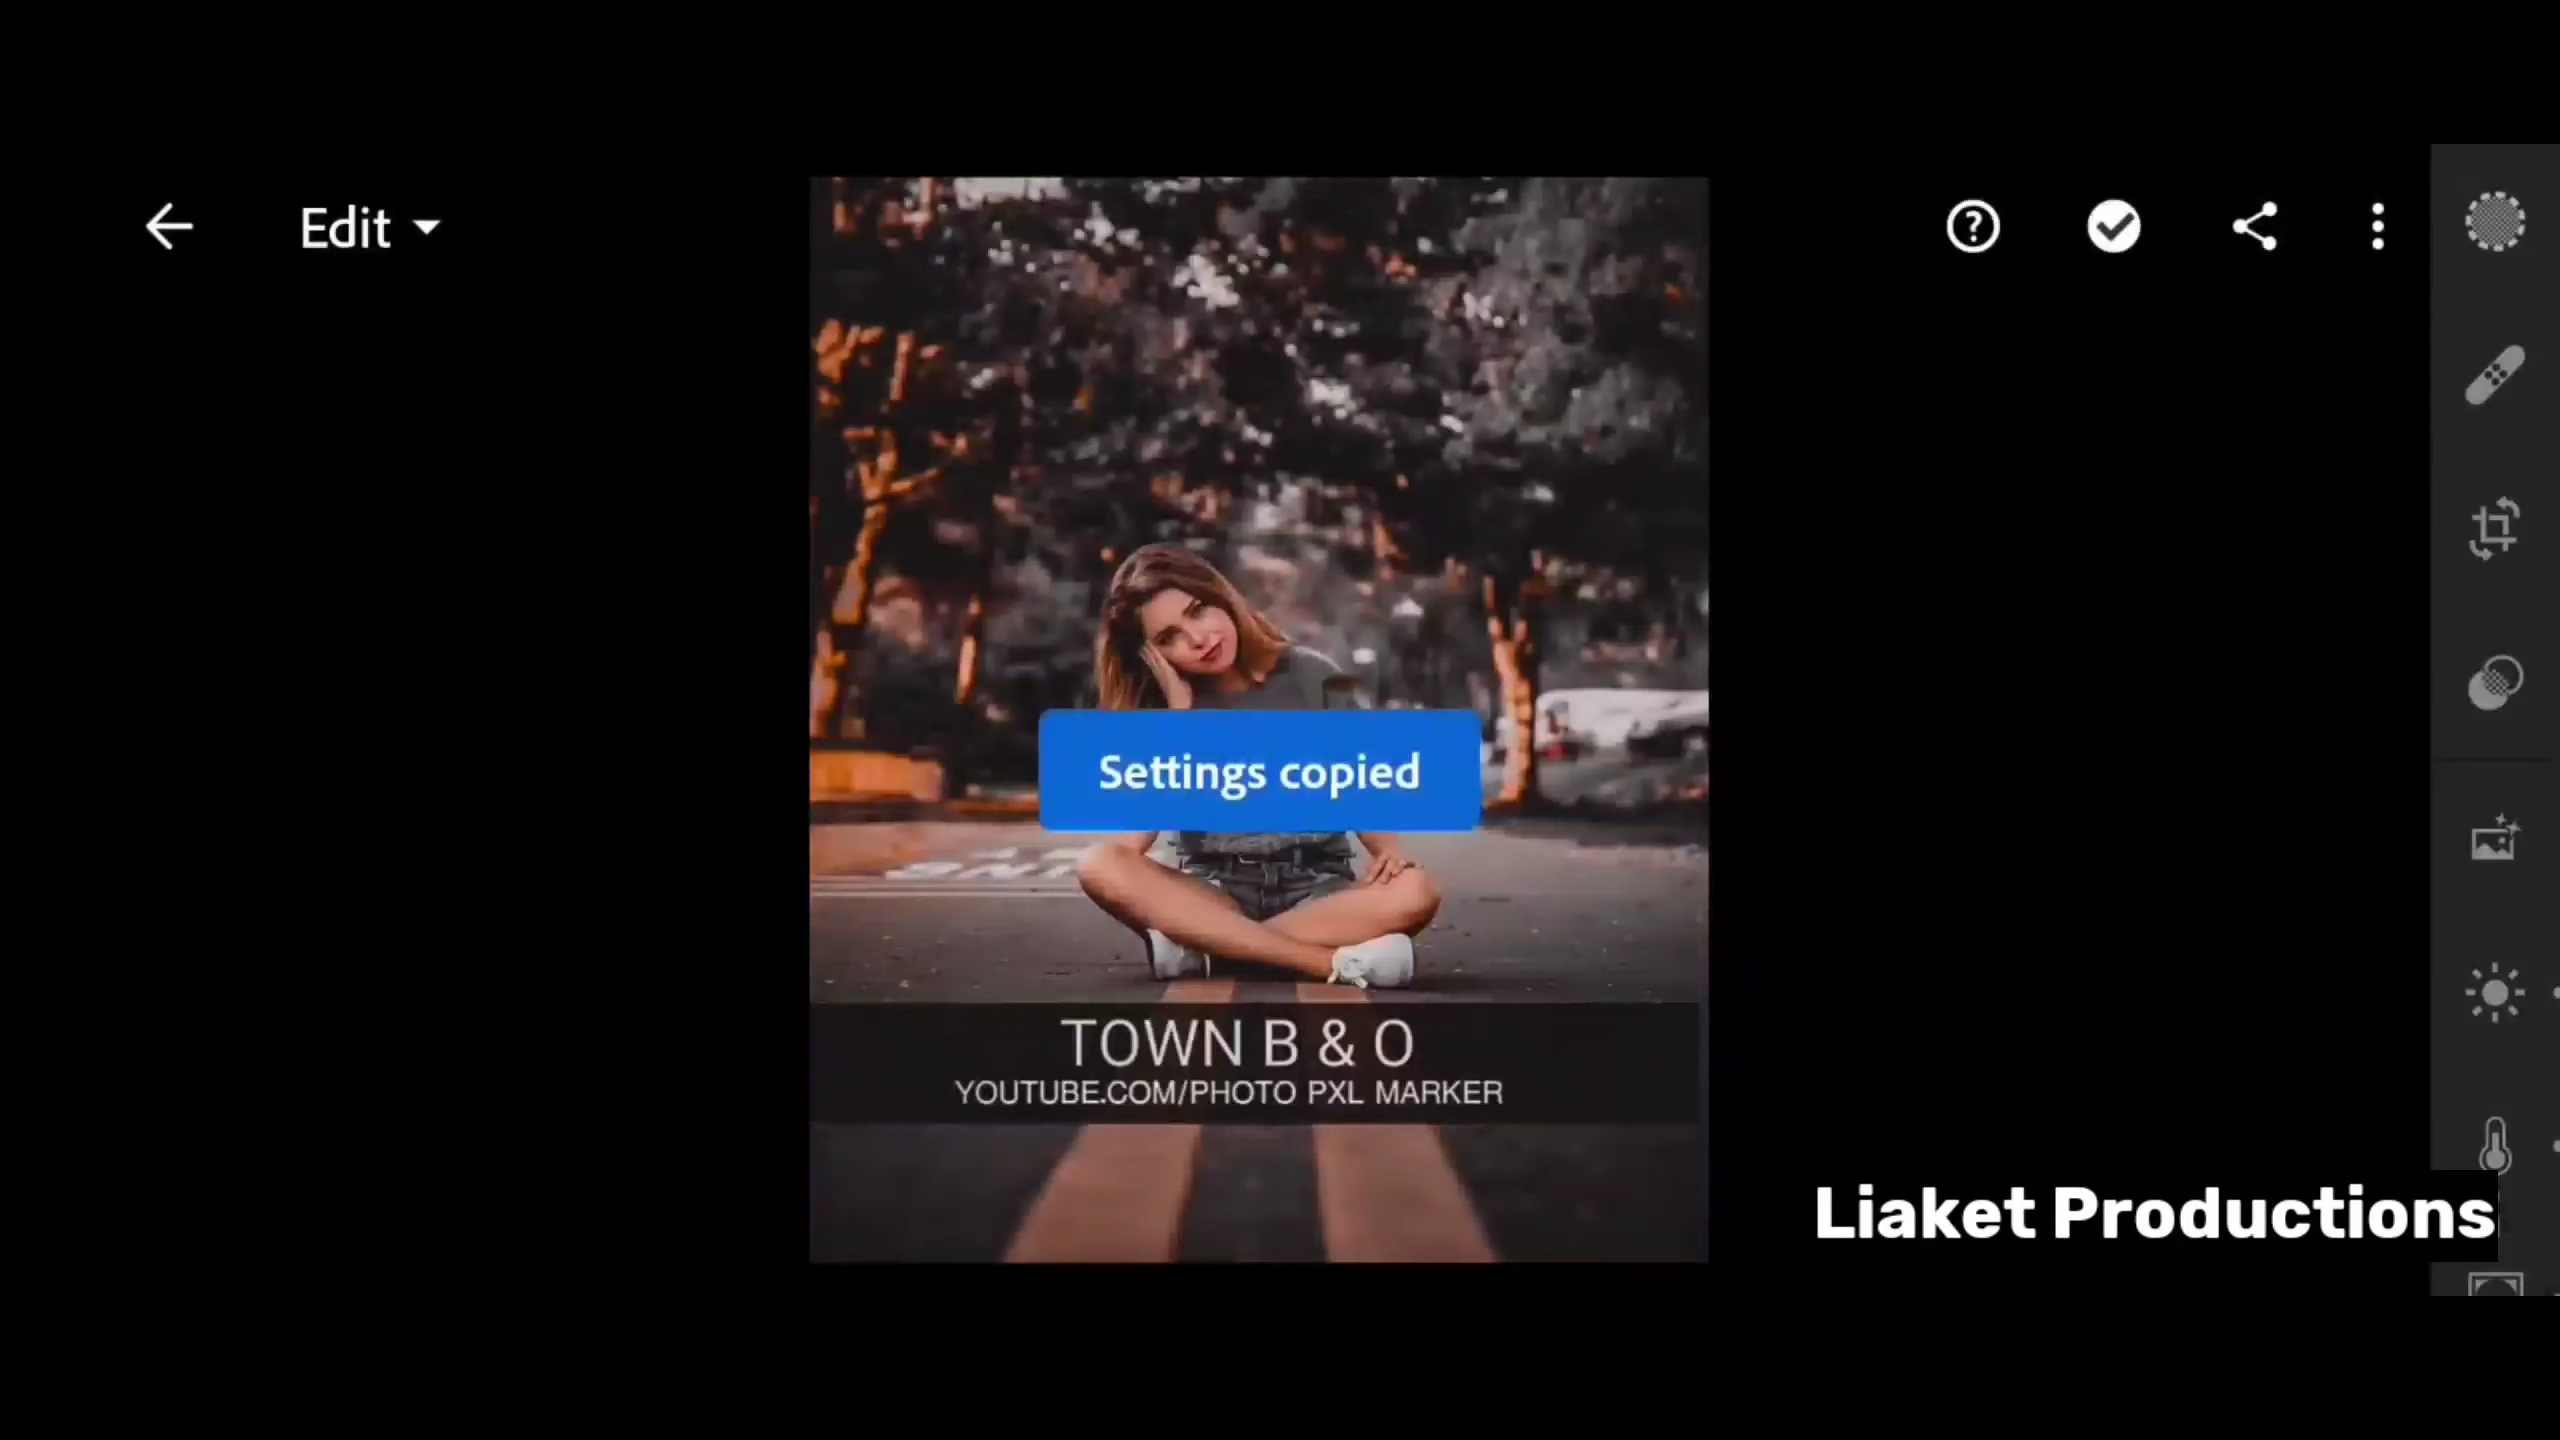 Edit
Settings copied
TOWN B & O
YOUTUBE.COM/PHOTO PXL MARKER
Liaket Productions